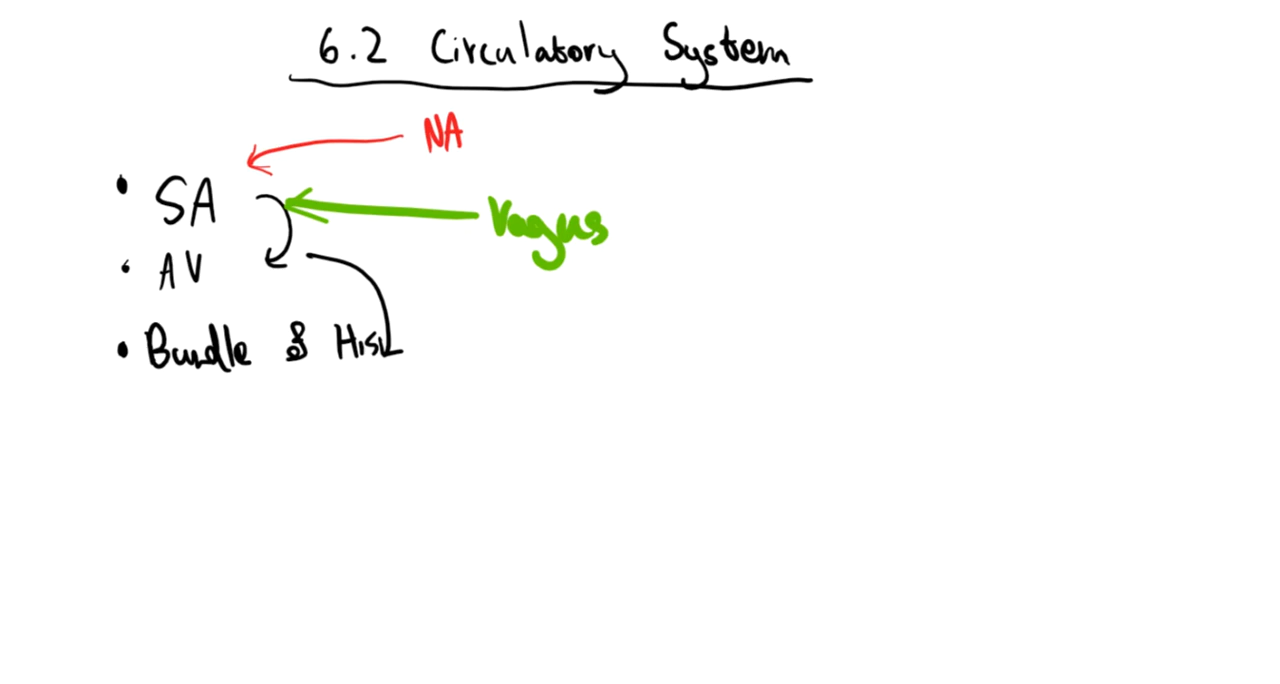 6.2 Circulatory System
NA
• SA
Vagus
• AV
• Bundle of His